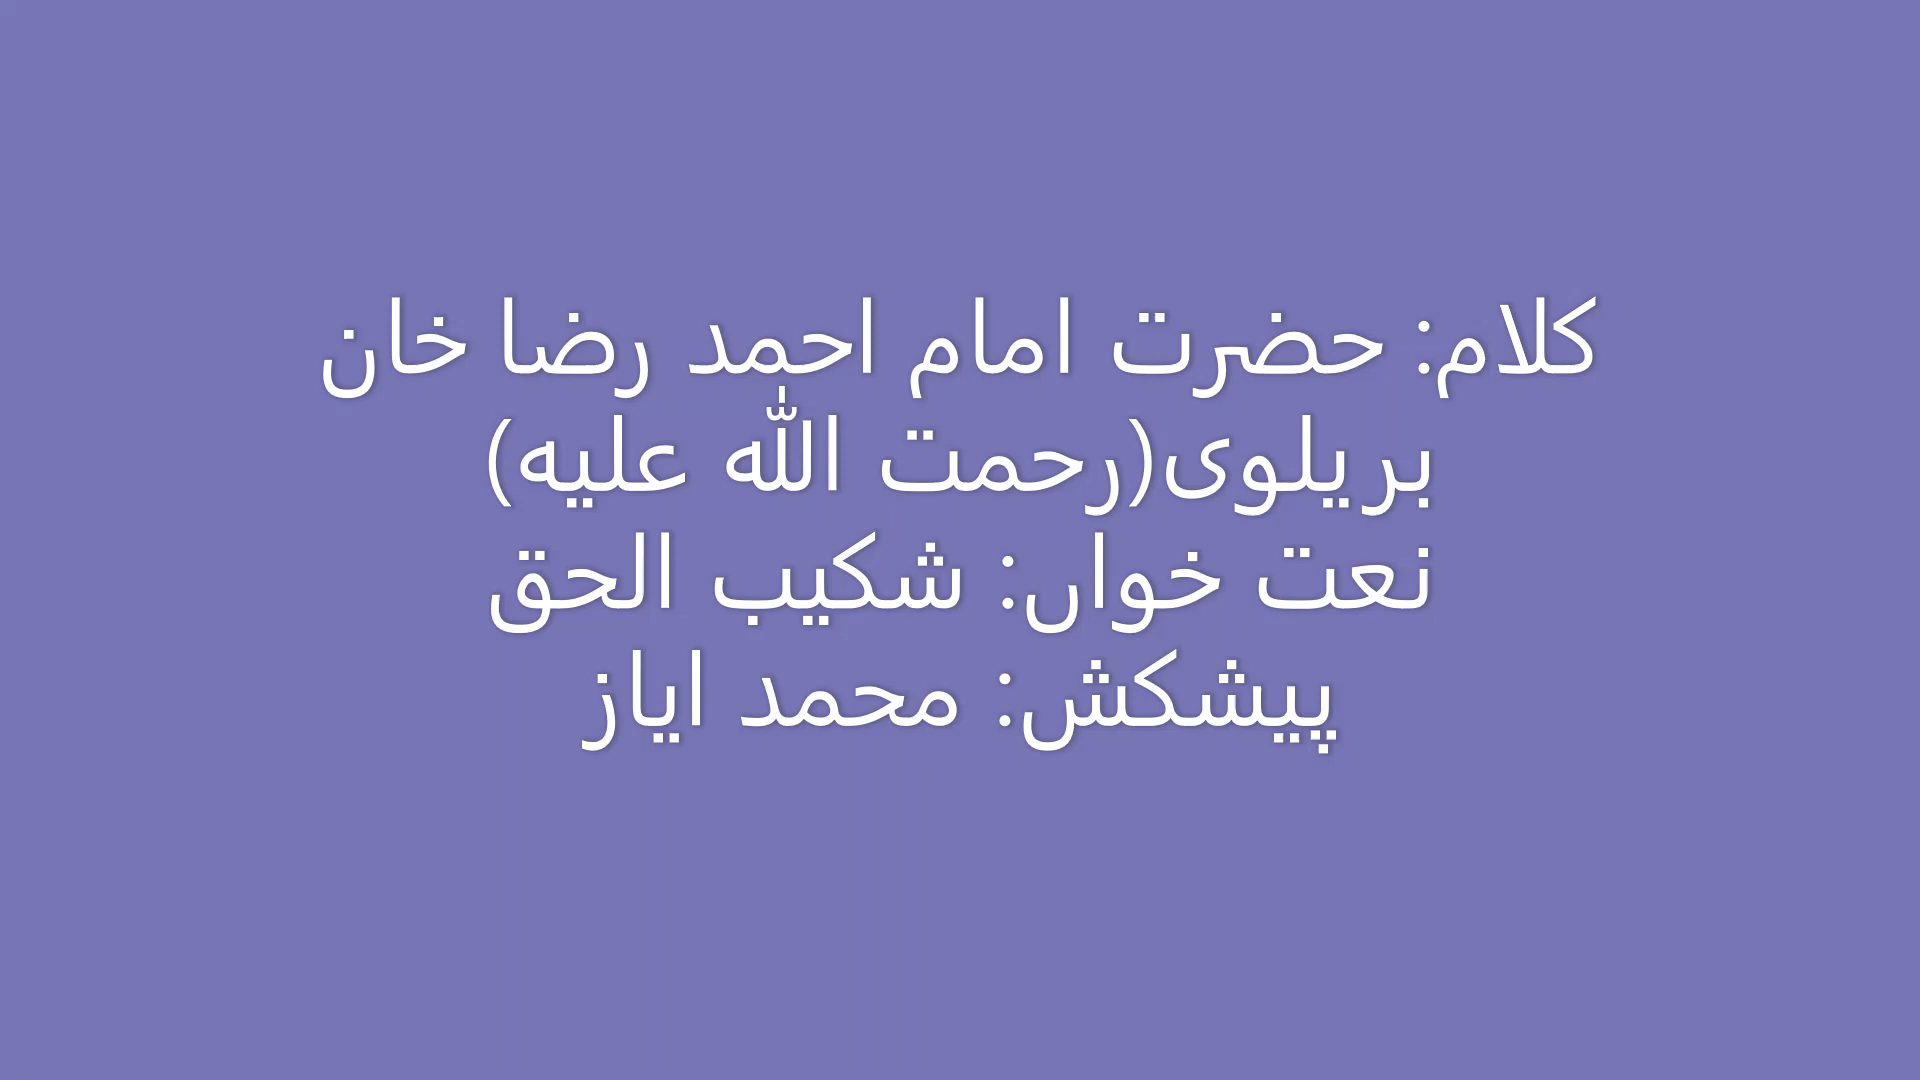 کلام: حضرت امام احمد رضا خان
بریلوی(رحمت اللہ علیہ)
نعت خواں: شکیب الحق
پیشکش: محمد ایاز